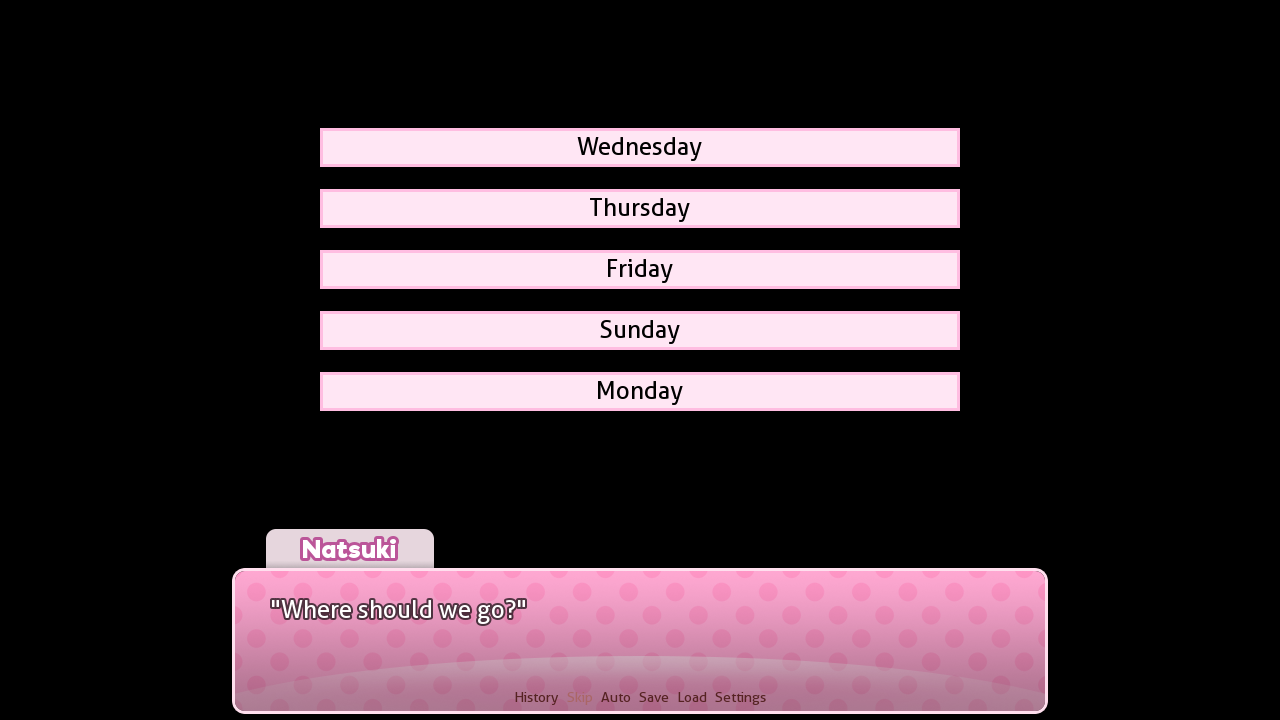 Wednesday
Thursday
Friday
Sunday
Monday
Natsuki
"Where should we go?"
History Skip Auto Save Load Settings